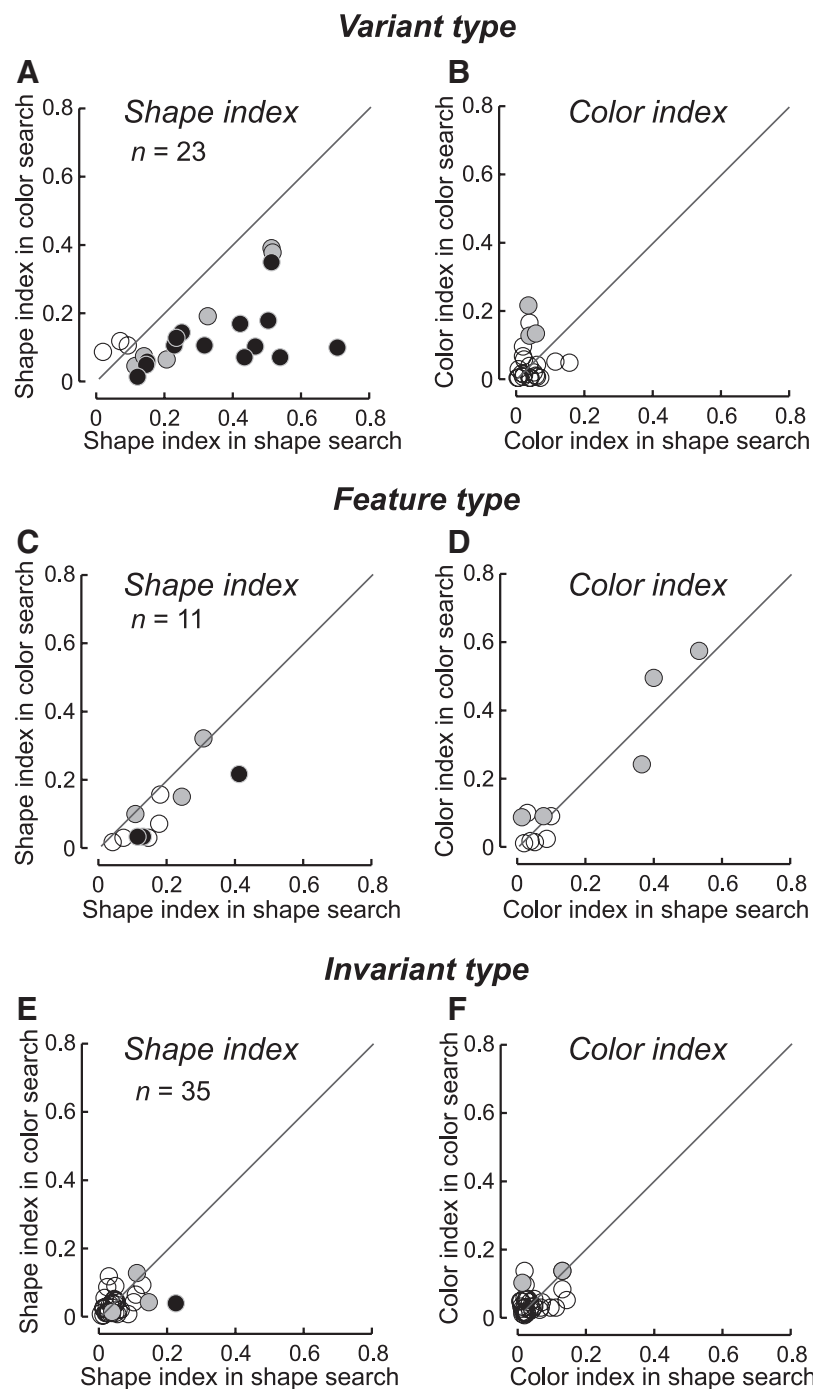 Variant type
A
Shape index
n = 23
Shape index in color search
0.8
0.6
0.4
0.2
0
0 0.2 0.4 0.6 0.8
Shape index in shape search
B
Color index
Color index in color search
0.8
0.6
0.4
0.2
0
0 0.2 0.4 0.6 0.8
Color index in shape search
Feature type
C
Shape index
n = 11
Shape index in color search
0.8
0.6
0.4
0.2
0
0 0.2 0.4 0.6 0.8
Shape index in shape search
D
Color index
Color index in color search
0.8
0.6
0.4
0.2
0
0 0.2 0.4 0.6 0.8
Color index in shape search
Invariant type
E
Shape index
n = 35
Shape index in color search
0.8
0.6
0.4
0.2
0
0 0.2 0.4 0.6 0.8
Shape index in shape search
F
Color index
Color index in color search
0.8
0.6
0.4
0.2
0
0 0.2 0.4 0.6 0.8
Color index in shape search